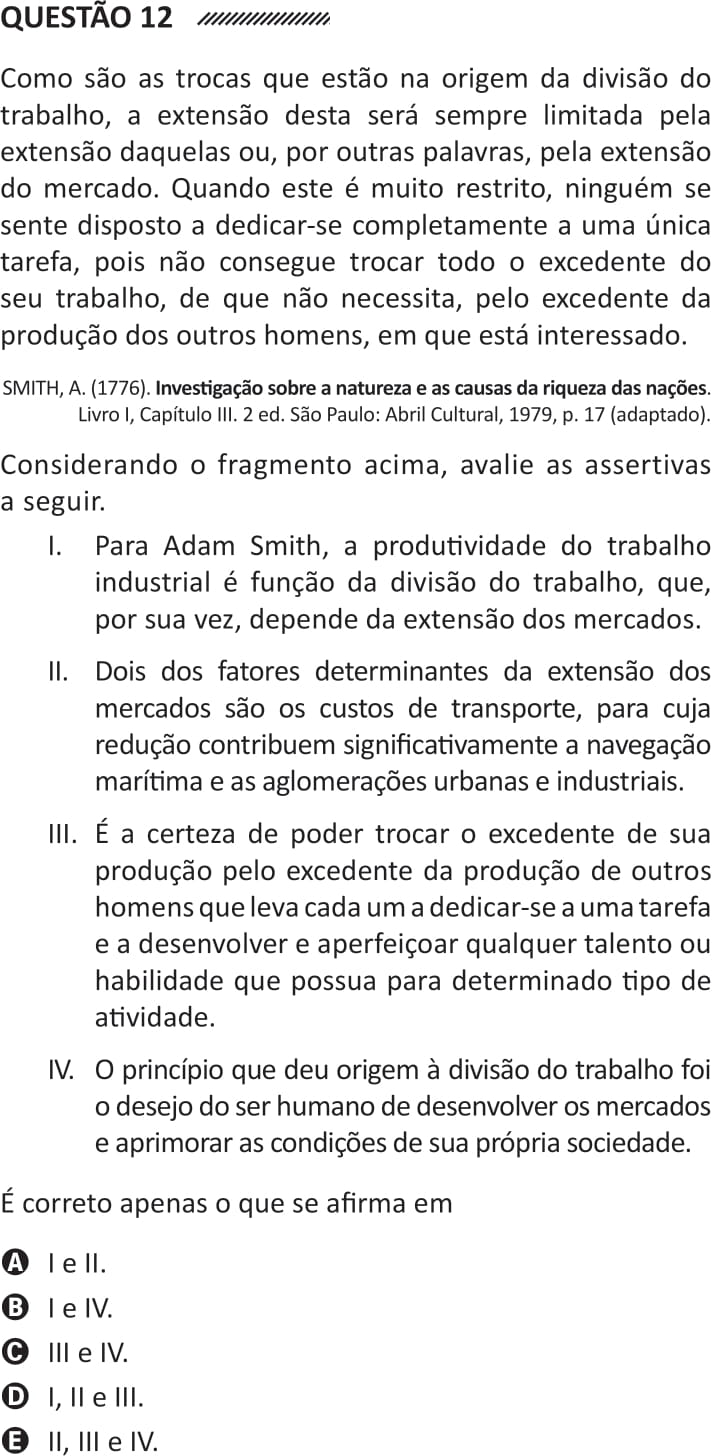 QUESTÃO 12
Como são as trocas que estão na origem da divisão do
trabalho, a extensão desta será sempre limitada pela
extensão daquelas ou, por outras palavras, pela extensão
do mercado. Quando este é muito restrito, ninguém se
sente disposto a dedicar-se completamente a uma única
tarefa, pois não consegue trocar todo o excedente do
seu trabalho, de que não necessita, pelo excedente da
produção dos outros homens, em que está interessado.
SMITH, A. (1776). Investigação sobre a natureza e as causas da riqueza das nações.
Livro I, Capítulo III. 2 ed. São Paulo: Abril Cultural, 1979, p. 17 (adaptado).
Considerando o fragmento acima, avalie as assertivas
a seguir.
I. Para Adam Smith, a produtividade do trabalho
industrial é função da divisão do trabalho, que,
por sua vez, depende da extensão dos mercados.
II. Dois dos fatores determinantes da extensão dos
mercados são os custos de transporte, para cuja
redução contribuem significativamente a navegação
marítima e as aglomerações urbanas e industriais.
III. É a certeza de poder trocar o excedente de sua
produção pelo excedente da produção de outros
homens que leva cada um a dedicar-se a uma tarefa
e a desenvolver e aperfeiçoar qualquer talento ou
habilidade que possua para determinado tipo de
atividade.
IV. O princípio que deu origem à divisão do trabalho foi
o desejo do ser humano de desenvolver os mercados
e aprimorar as condições de sua própria sociedade.
É correto apenas o que se afirma em
A I e II.
B I e IV.
C III e IV.
D I, II e III.
E II, III e IV.